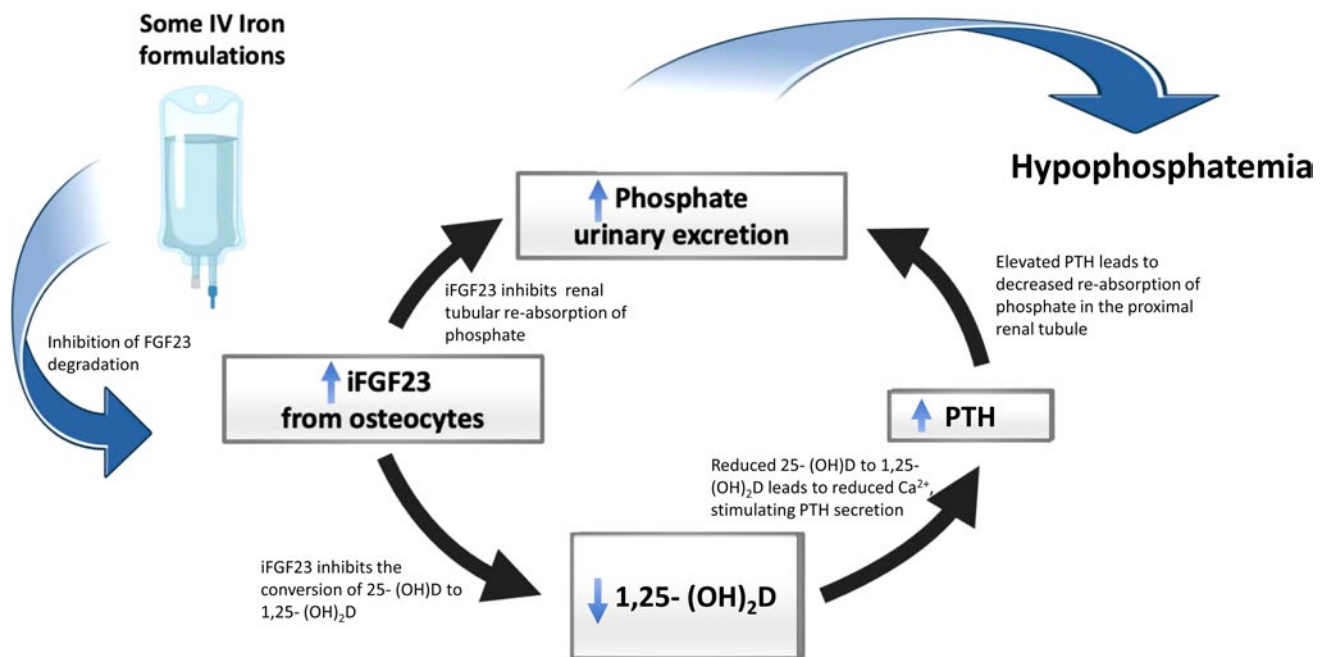 Some IV Iron
formulations
Hypophosphatemia
Phosphate
urinary excretion
Elevated PTH leads to
decreased re-absorption of
phosphate in the proximal
renal tubule
iFGF23 inhibits renal
tubular re-absorption of
phosphate
Inhibition of FGF23
degradation
iFGF23
from osteocytes
PTH
Reduced 25- (OH)D to 1,25-
(OH)₂D leads to reduced Ca²⁺,
stimulating PTH secretion
iFGF23 inhibits the
conversion of 25- (OH)D to
1,25- (OH)₂D
1,25- (OH)₂D